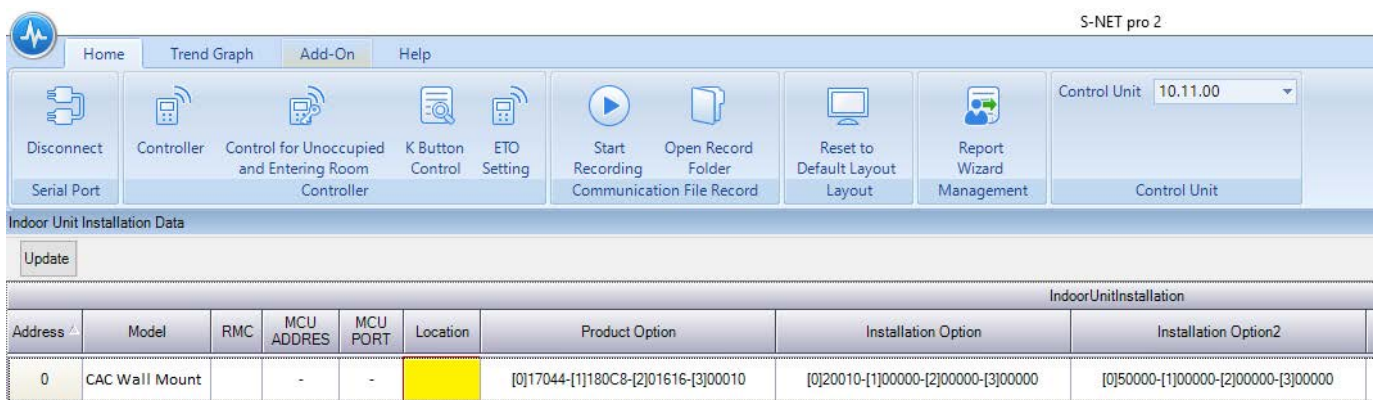 S-NET pro 2
Home Trend Graph Add-On Help
Disconnect
Serial Port
Controller
Control for Unoccupied
and Entering Room
K Button
Control
ETO
Setting
Controller
Start
Recording
Open Record
Folder
Communication File Record
Reset to
Default Layout
Layout
Report
Wizard
Management
Control Unit 10.11.00
Control Unit
Indoor Unit Installation Data
Update
IndoorUnitInstallation
Address Model RMC MCU ADDRES MCU PORT Location Product Option Installation Option Installation Option2
0 CAC Wall Mount - - [0]17044-[1]180C8-[2]01616-[3]00010 [0]20010-[1]00000-[2]00000-[3]00000 [0]50000-[1]00000-[2]00000-[3]00000